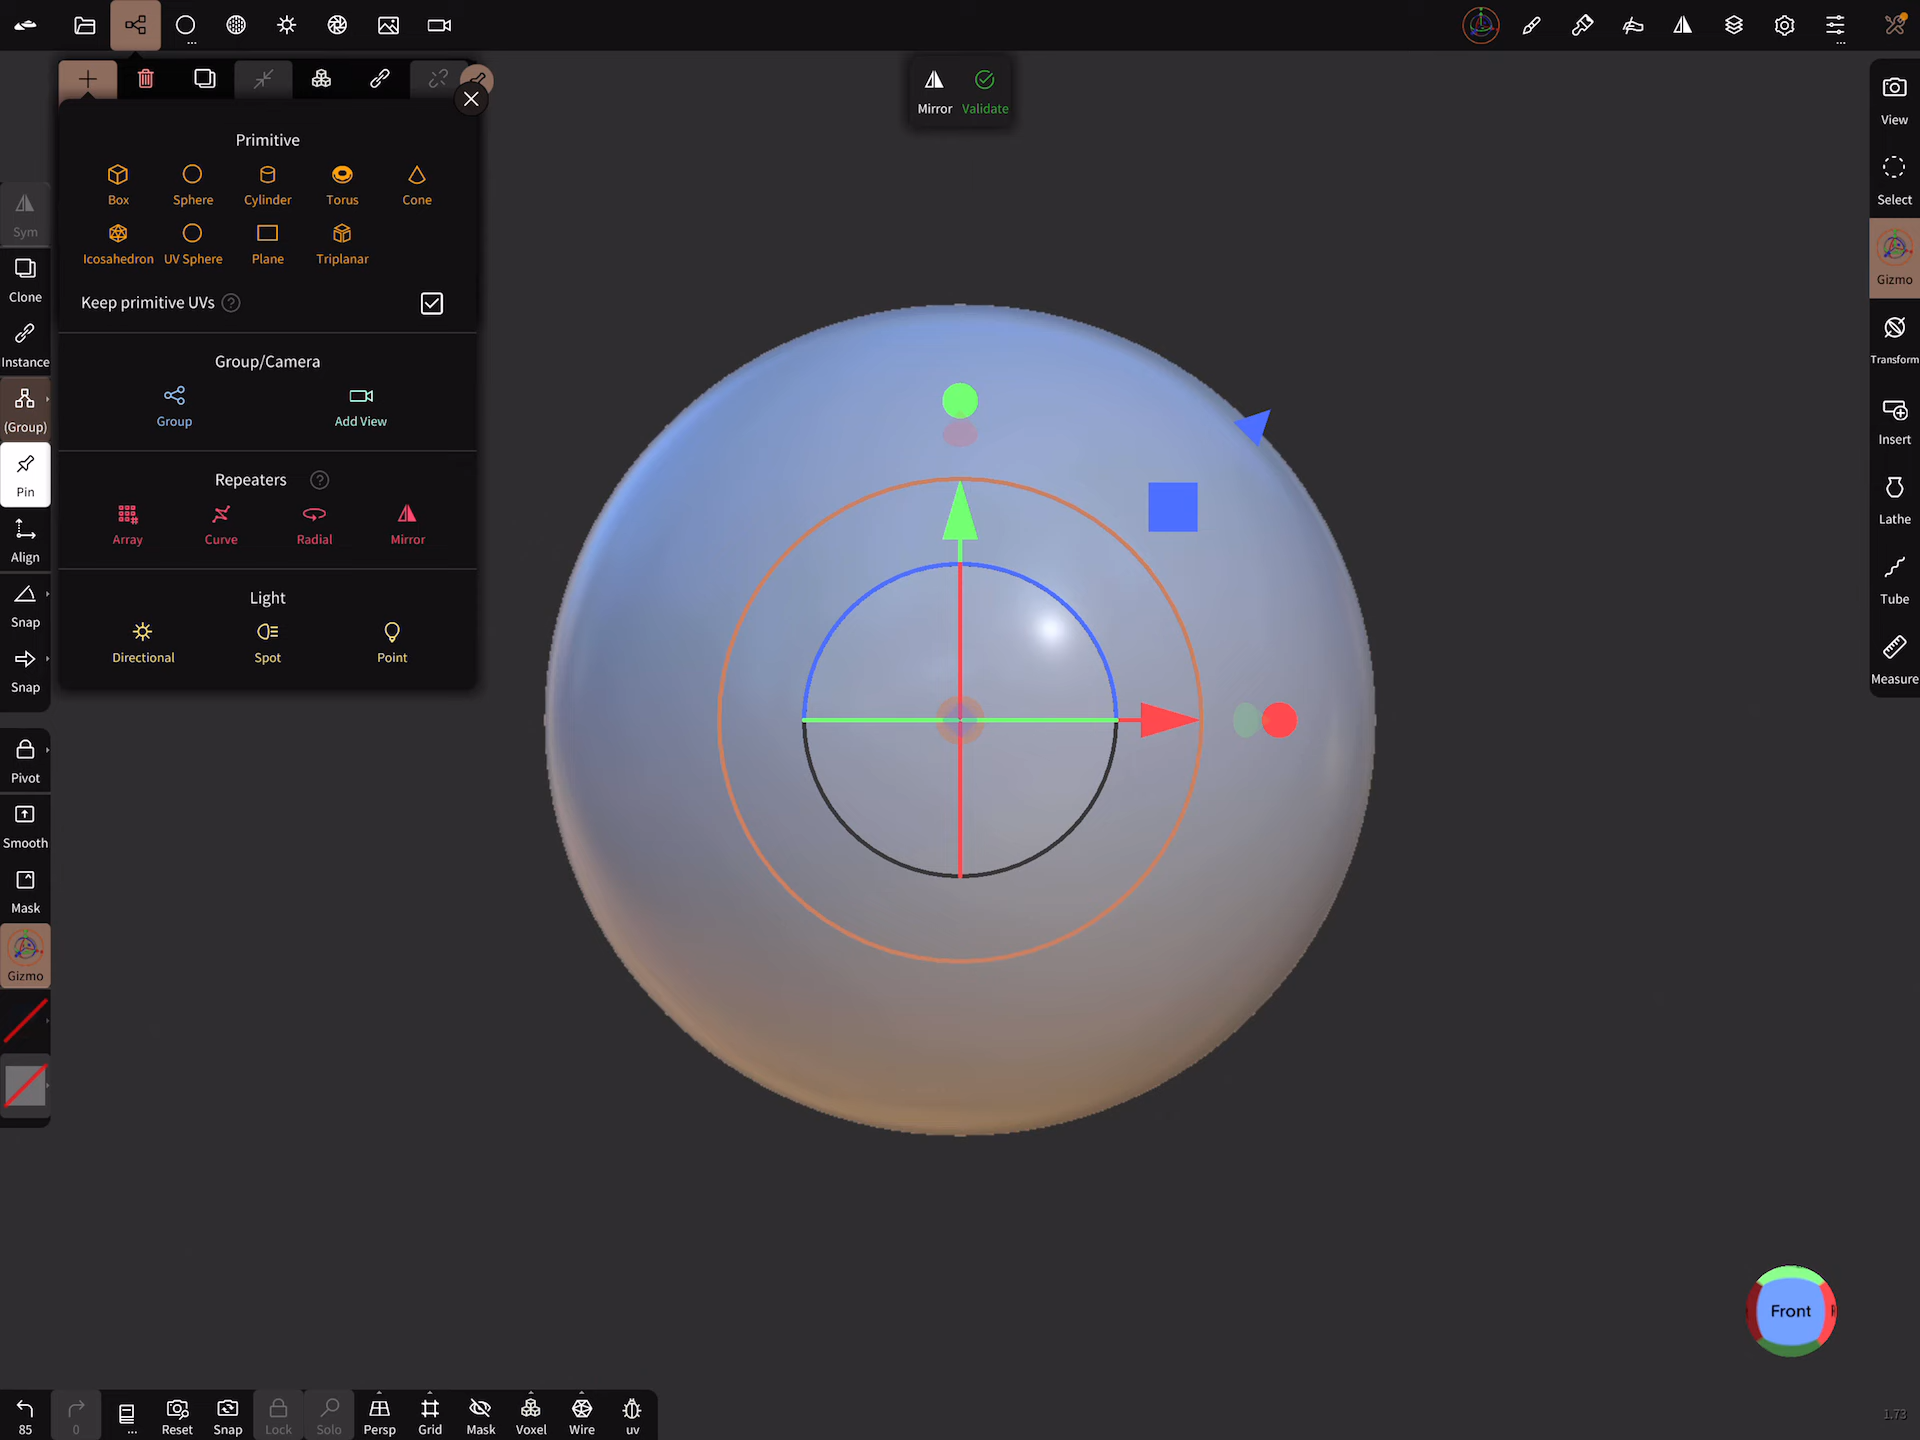 Mirror Validate
Primitive
Box Sphere Cylinder Torus Cone
Icosahedron UV Sphere Plane Triplanar
Keep primitive UVs ?
Group/Camera
Group Add View
Repeaters ?
Array Curve Radial Mirror
Light
Directional Spot Point
Sym
Clone
Instance
(Group)
Pin
Align
Snap
Snap
Pivot
Smooth
Mask
Gizmo
View
Select
Gizmo
Transform
Insert
Lathe
Tube
Measure
Front
85 0 ... Reset Snap Lock Solo Persp Grid Mask Voxel Wire uv
1.73